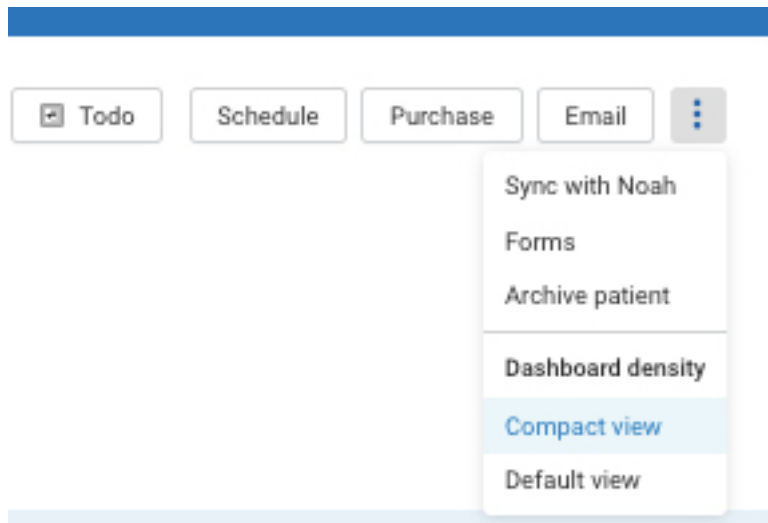 Todo
Schedule
Purchase
Email
Sync with Noah
Forms
Archive patient
Dashboard density
Compact view
Default view